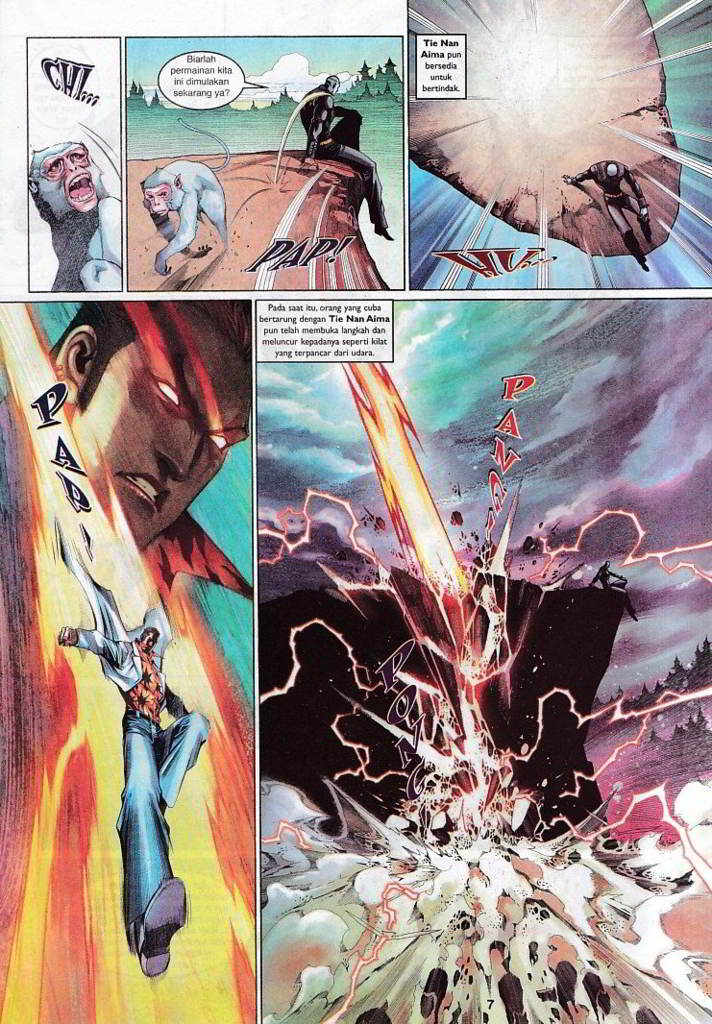 CHI...
Biarlah
permainan kita
ini dimulakan
sekarang ya?
PAP!
Tie Nan
Aima pun
bersedia
untuk
bertindak.
HU...
PAP!
Pada saat itu, orang yang cuba
bertarung dengan Tie Nan Aima
pun telah membuka langkah dan
meluncur kepadanya seperti kilat
yang terpancar dari udara.
PANG!
7